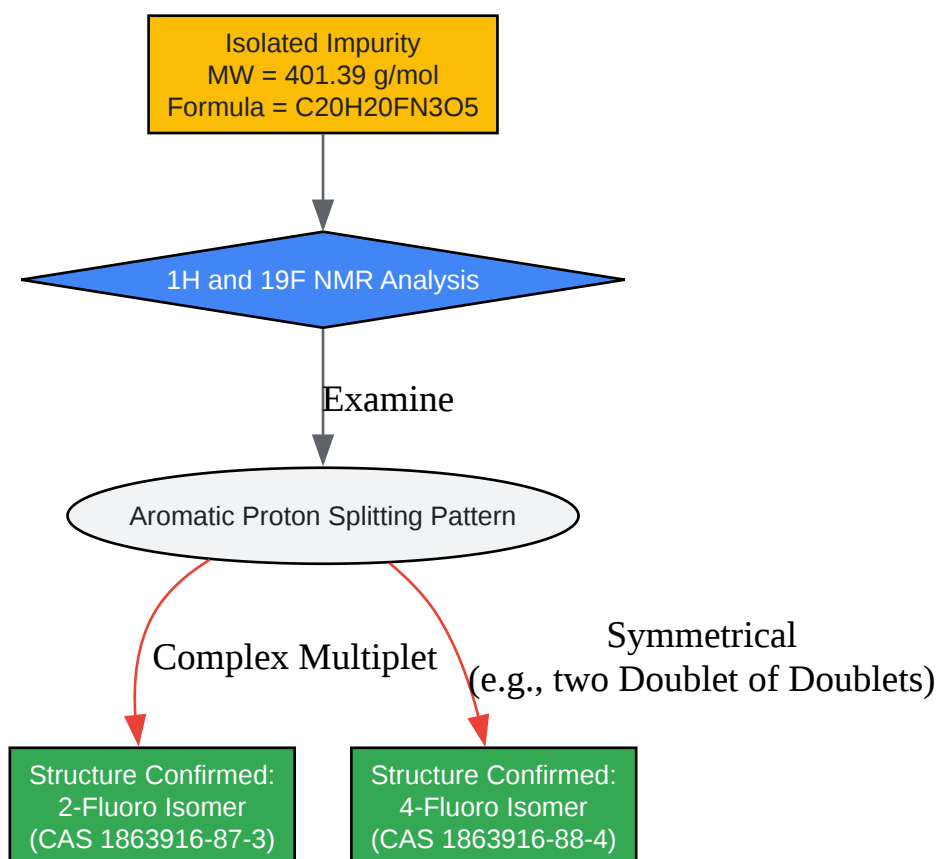 Isolated Impurity
MW = 401.39 g/mol
Formula = C20H20FN3O5
1H and 19F NMR Analysis
Examine
Aromatic Proton Splitting Pattern
Complex Multiplet
Symmetrical
(e.g., two Doublet of Doublets)
Structure Confirmed:
2-Fluoro Isomer
(CAS 1863916-87-3)
Structure Confirmed:
4-Fluoro Isomer
(CAS 1863916-88-4)